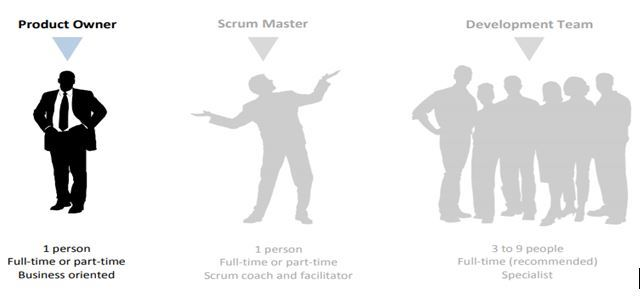 Product Owner
Scrum Master
Development Team
1 person
Full-time or part-time
Business oriented
1 person
Full-time or part-time
Scrum coach and facilitator
3 to 9 people
Full-time (recommended)
Specialist